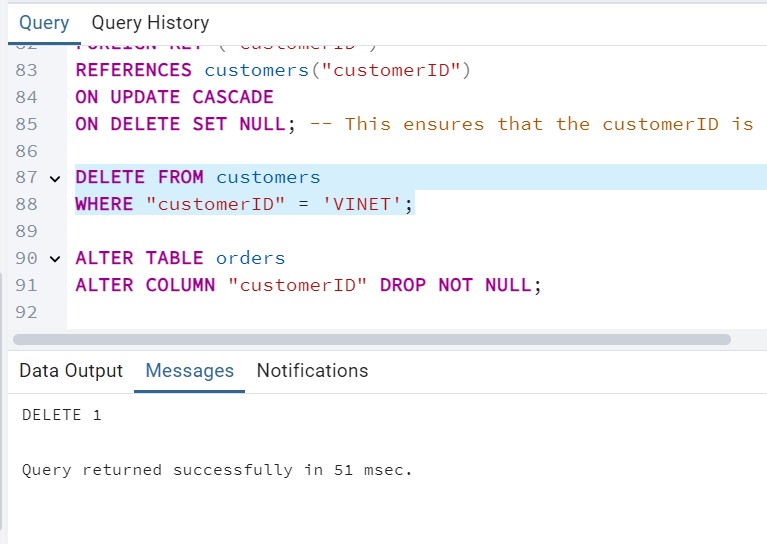 Query Query History
83 REFERENCES customers("customerID")
84 ON UPDATE CASCADE
85 ON DELETE SET NULL; -- This ensures that the customerID is
86
87 DELETE FROM customers
88 WHERE "customerID" = 'VINET';
89
90 ALTER TABLE orders
91 ALTER COLUMN "customerID" DROP NOT NULL;
92
Data Output Messages Notifications
DELETE 1
Query returned successfully in 51 msec.